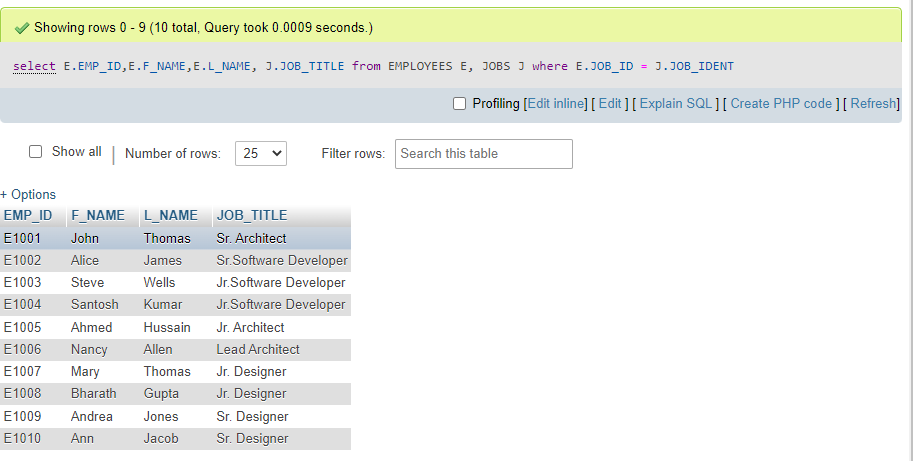 Showing rows 0 - 9 (10 total, Query took 0.0009 seconds.)
select E.EMP_ID,E.F_NAME,E.L_NAME, J.JOB_TITLE from EMPLOYEES E, JOBS J where E.JOB_ID = J.JOB_IDENT
Profiling [Edit inline] [ Edit ] [ Explain SQL ] [ Create PHP code ] [ Refresh]
Show all | Number of rows: 25 Filter rows: Search this table
+ Options
EMP_ID F_NAME L_NAME JOB_TITLE
E1001 John Thomas Sr. Architect
E1002 Alice James Sr.Software Developer
E1003 Steve Wells Jr.Software Developer
E1004 Santosh Kumar Jr.Software Developer
E1005 Ahmed Hussain Jr. Architect
E1006 Nancy Allen Lead Architect
E1007 Mary Thomas Jr. Designer
E1008 Bharath Gupta Jr. Designer
E1009 Andrea Jones Sr. Designer
E1010 Ann Jacob Sr. Designer